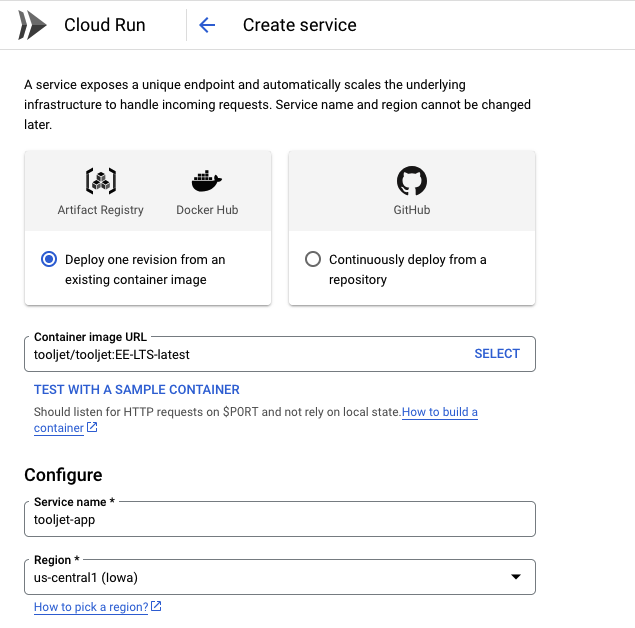 Cloud Run
Create service
A service exposes a unique endpoint and automatically scales the underlying
infrastructure to handle incoming requests. Service name and region cannot be changed
later.
Artifact Registry
Docker Hub
GitHub
Deploy one revision from an
existing container image
Continuously deploy from a
repository
Container image URL
tooljet/tooljet:EE-LTS-latest
SELECT
TEST WITH A SAMPLE CONTAINER
Should listen for HTTP requests on $PORT and not rely on local state.How to build a
container
Configure
Service name *
tooljet-app
Region *
us-central1 (Iowa)
How to pick a region?